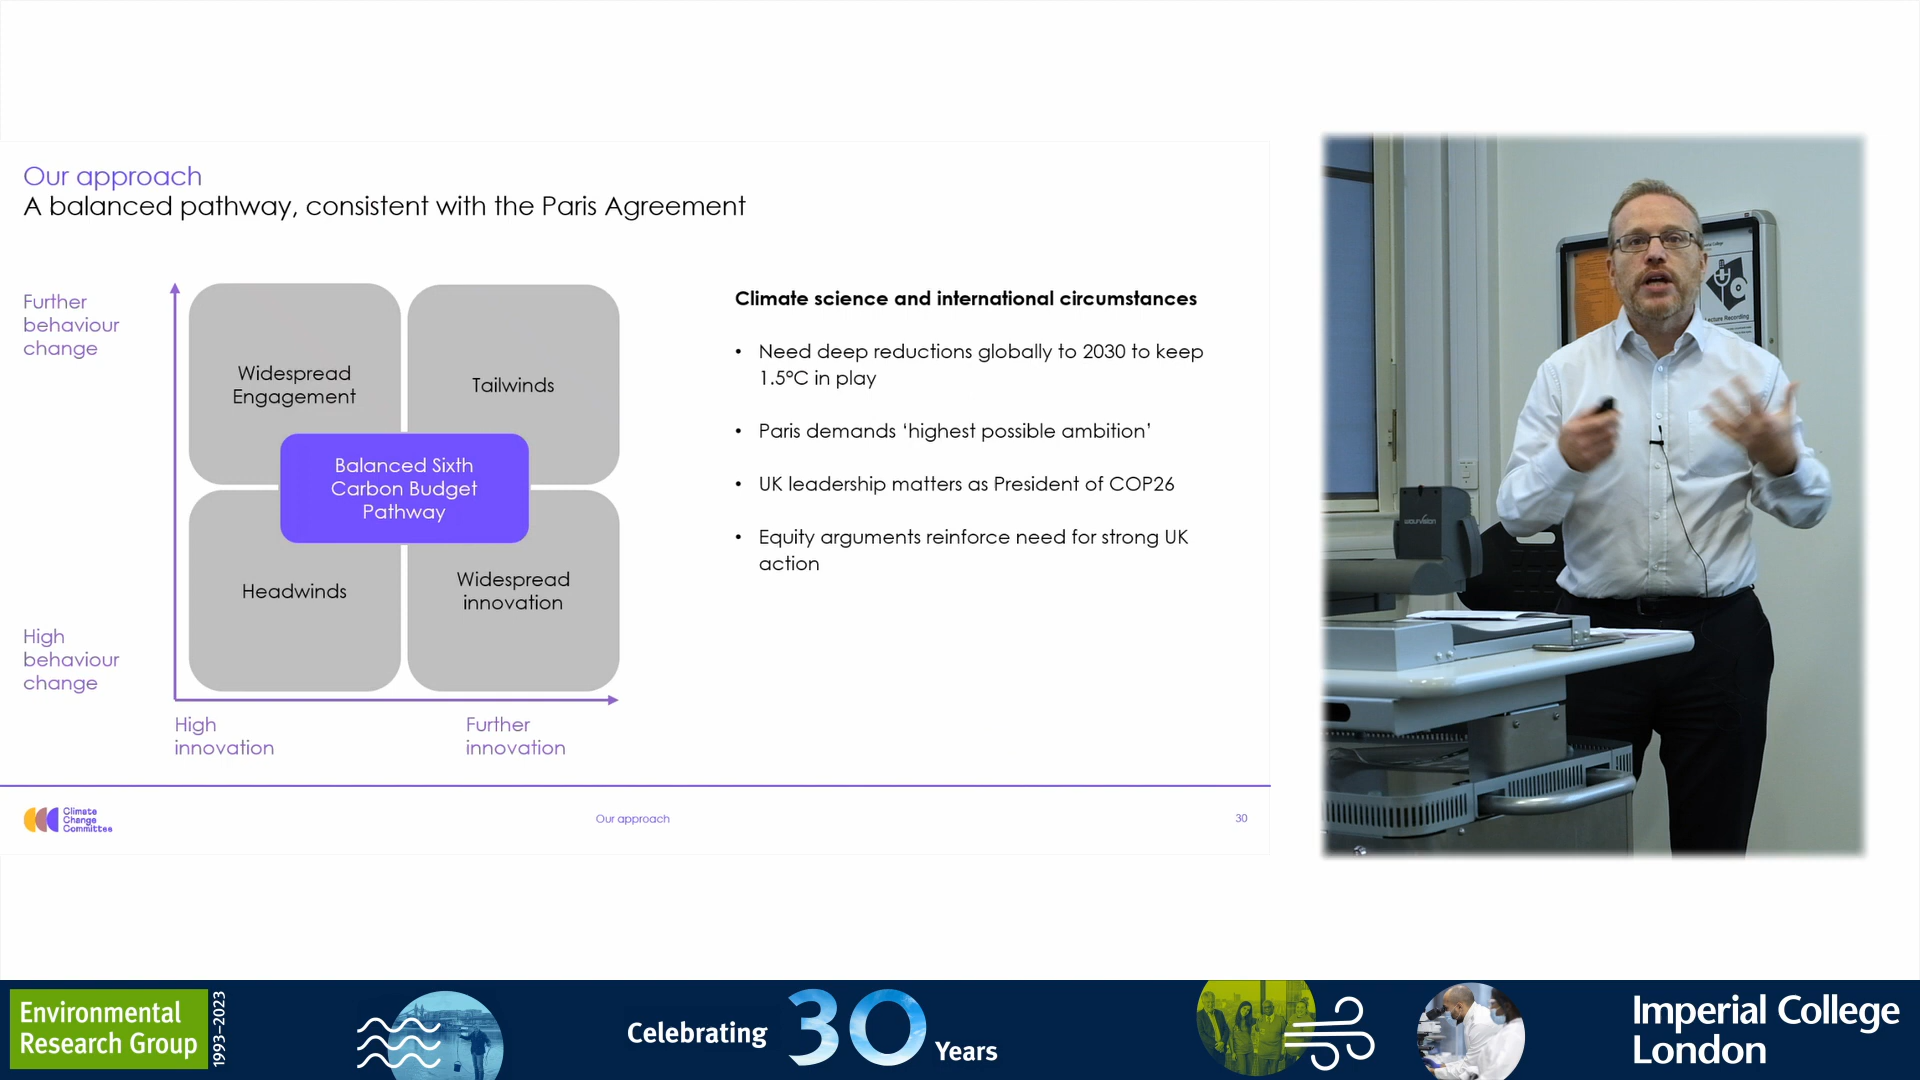 Our approach
A balanced pathway, consistent with the Paris Agreement
Further
behaviour
change
Widespread
Engagement
Tailwinds
Balanced Sixth
Carbon Budget
Pathway
Headwinds
Widespread
innovation
High
behaviour
change
High
innovation
Further
innovation
Climate science and international circumstances
• Need deep reductions globally to 2030 to keep
1.5°C in play
• Paris demands ‘highest possible ambition’
• UK leadership matters as President of COP26
• Equity arguments reinforce need for strong UK
action
Climate
Change
Committee
Our approach
30
Lecture Recording
Environmental
Research Group
1993–2023
Celebrating
30
Years
Imperial College
London